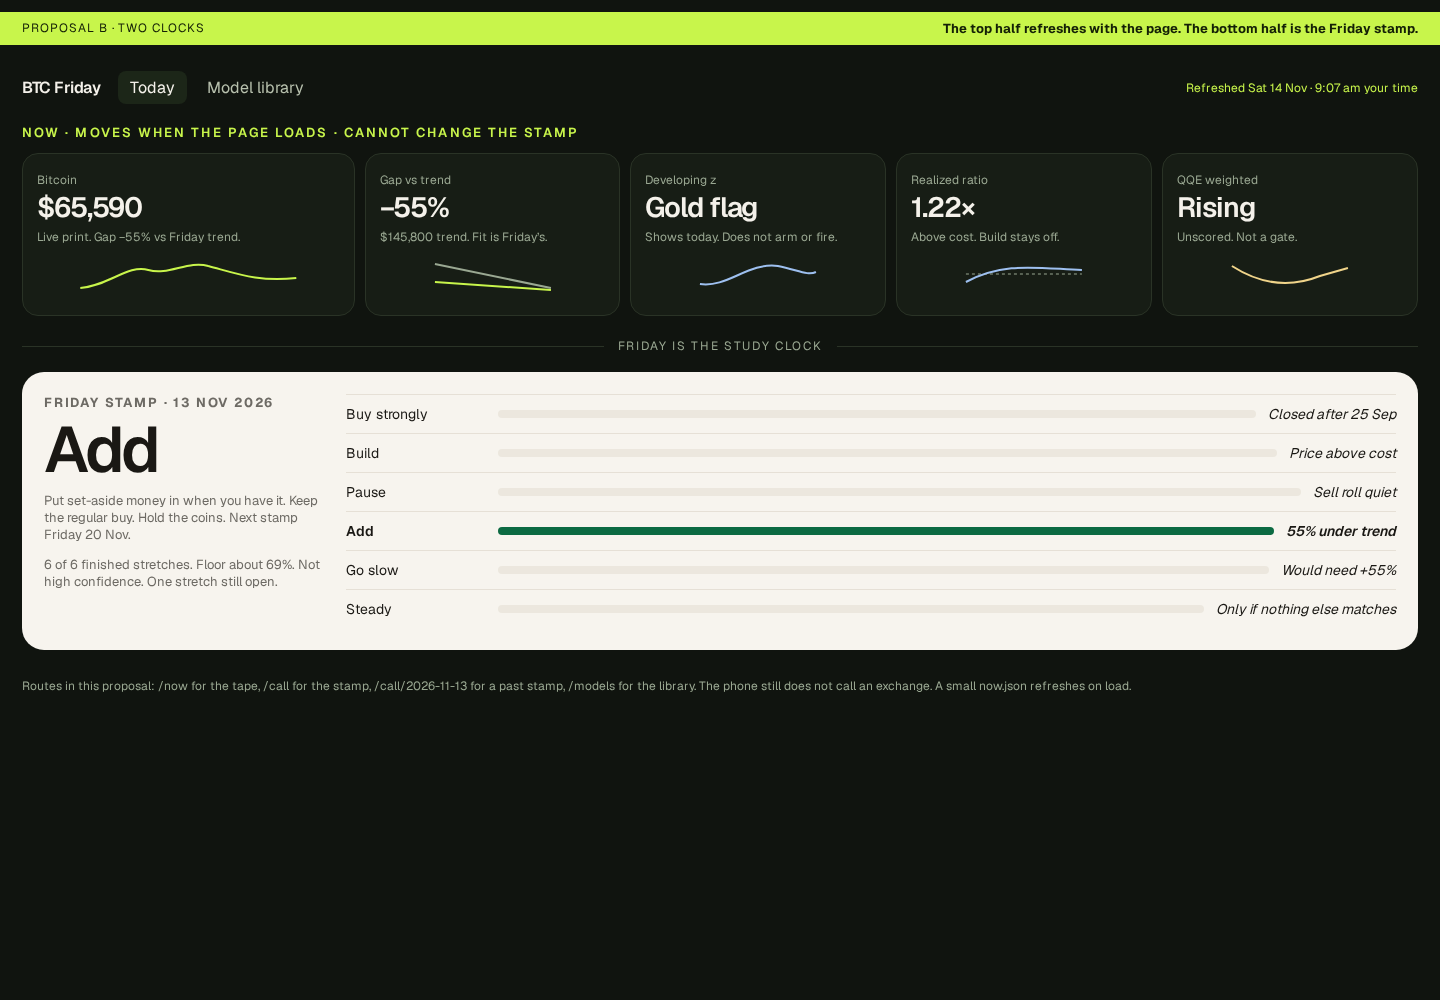 PROPOSAL B · TWO CLOCKS
The top half refreshes with the page. The bottom half is the Friday stamp.
BTC Friday
Today
Model library
Refreshed Sat 14 Nov · 9:07 am your time
NOW · MOVES WHEN THE PAGE LOADS · CANNOT CHANGE THE STAMP
Bitcoin
$65,590
Live print. Gap −55% vs Friday trend.
Gap vs trend
−55%
$145,800 trend. Fit is Friday's.
Developing z
Gold flag
Shows today. Does not arm or fire.
Realized ratio
1.22×
Above cost. Build stays off.
QQE weighted
Rising
Unscored. Not a gate.
FRIDAY IS THE STUDY CLOCK
FRIDAY STAMP · 13 NOV 2026
Add
Put set-aside money in when you have it. Keep
the regular buy. Hold the coins. Next stamp
Friday 20 Nov.
6 of 6 finished stretches. Floor about 69%. Not
high confidence. One stretch still open.
Buy strongly
Closed after 25 Sep
Build
Price above cost
Pause
Sell roll quiet
Add
55% under trend
Go slow
Would need +55%
Steady
Only if nothing else matches
Routes in this proposal: /now for the tape, /call for the stamp, /call/2026-11-13 for a past stamp, /models for the library. The phone still does not call an exchange. A small now.json refreshes on load.